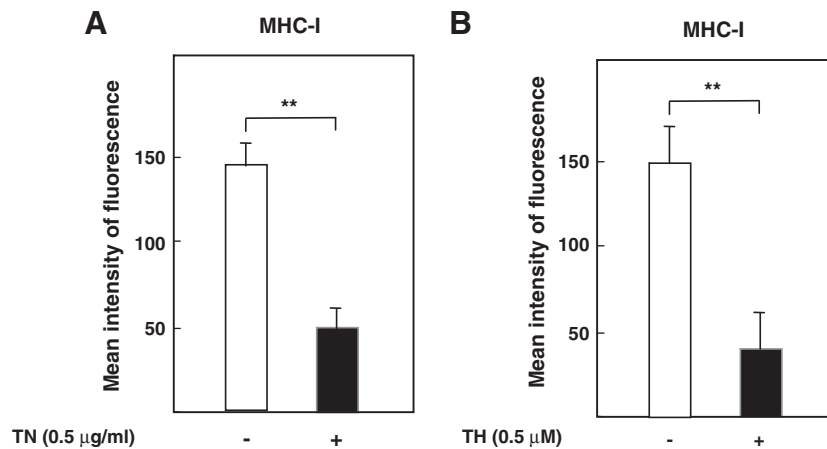 A
MHC-I
Mean intensity of fluorescence
150
100
50
**
TN (0.5 μg/ml) - +
B
MHC-I
Mean intensity of fluorescence
150
100
50
**
TH (0.5 μM) - +